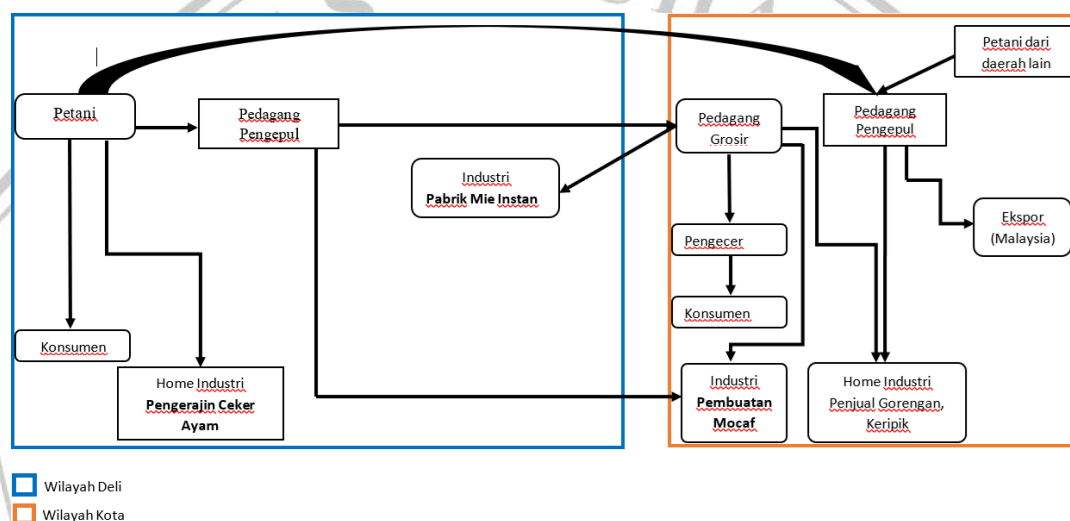 Petani dari
daerah lain
Petani
Pedagang
Pengepul
Pedagang
Grosir
Pedagang
Pengepul
Industri
Pabrik Mie Instan
Ekspor
(Malaysia)
Pengecer
Konsumen
Konsumen
Home Industri
Pengerajin Ceker
Ayam
Industri
Pembuatan
Mocaf
Home Industri
Penjual Gorengan,
Keripik
Wilayah Deli
Wilayah Kota